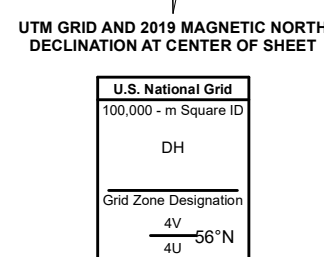 UTM GRID AND 2019 MAGNETIC NORTH
DECLINATION AT CENTER OF SHEET
U.S. National Grid
100,000 - m Square ID
DH
Grid Zone Designation
4V
56°N
4U